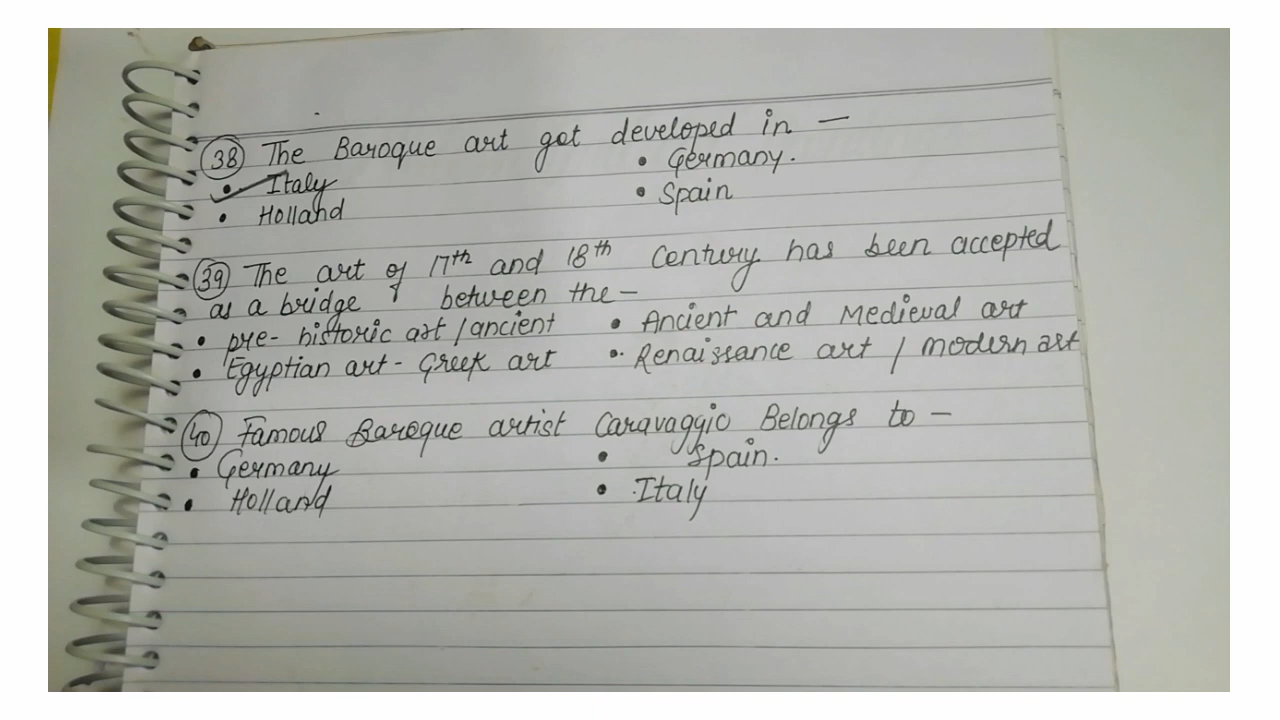 38 The Baroque art got developed in —
• Italy • Germany.
• Holland • Spain
39 The art of 17th and 18th Century has been accepted
as a bridge between the –
• pre-historic art / ancient • Ancient and Medieval art
• Egyptian art - Greek art • Renaissance art / modern art
40 Famous Baroque artist Caravaggio Belongs to —
• Germany • Spain.
• Holland • Italy